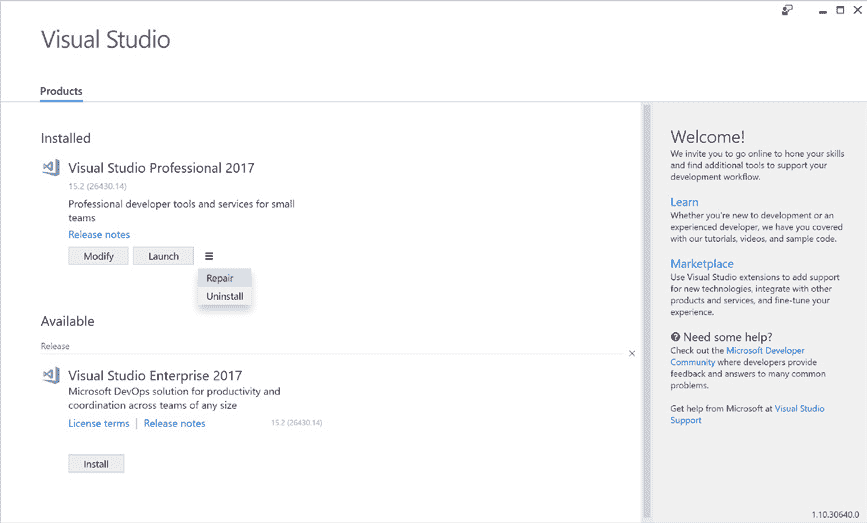 Visual Studio
Products
Installed
Visual Studio Professional 2017
15.2 (26430.14)
Professional developer tools and services for small
teams
Release notes
Modify
Launch
Repair
Uninstall
Available
Release
Visual Studio Enterprise 2017
Microsoft DevOps solution for productivity and
coordination across teams of any size
License terms | Release notes
15.2 (26430.14)
Install
Welcome!
We invite you to go online to hone your skills
and find additional tools to support your
development workflow.
Learn
Whether you're new to development or an
experienced developer, we have you covered
with our tutorials, videos, and sample code.
Marketplace
Use Visual Studio extensions to add support
for new technologies, integrate with other
products and services, and fine-tune your
experience.
Need some help?
Check out the Microsoft Developer
Community where developers provide
feedback and answers to many common
problems.
Get help from Microsoft at Visual Studio
Support
1.10.30640.0